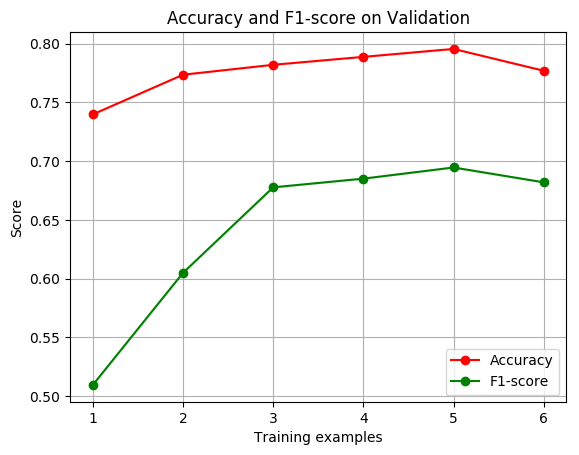 Accuracy and F1-score on Validation
Score
0.80
0.75
0.70
0.65
0.60
0.55
0.50
1 2 3 4 5 6
Training examples
Accuracy
F1-score